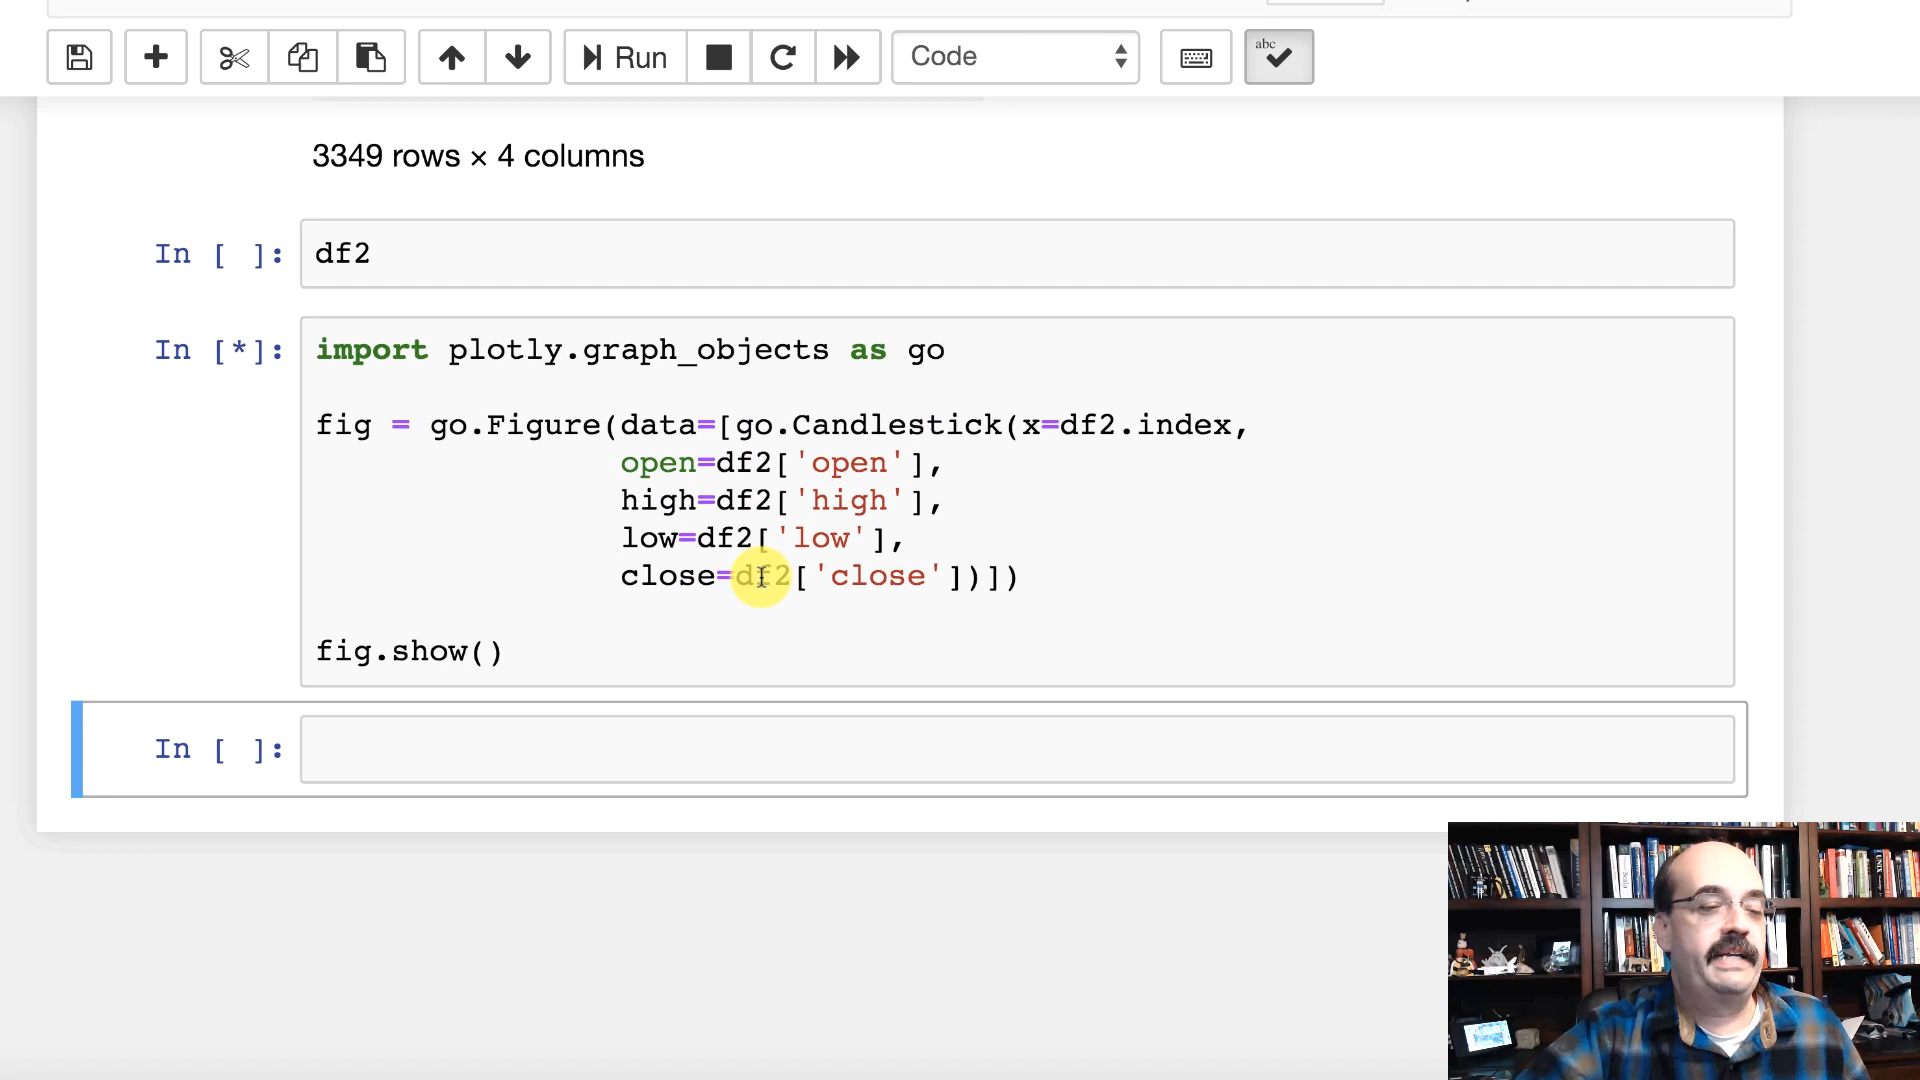 Run
Code
abc
3349 rows × 4 columns
In [ ]:
df2
In [*]:
import plotly.graph_objects as go
fig = go.Figure(data=[go.Candlestick(x=df2.index,
open=df2['open'],
high=df2['high'],
low=df2['low'],
close=df2['close'])])
fig.show()
In [ ]: